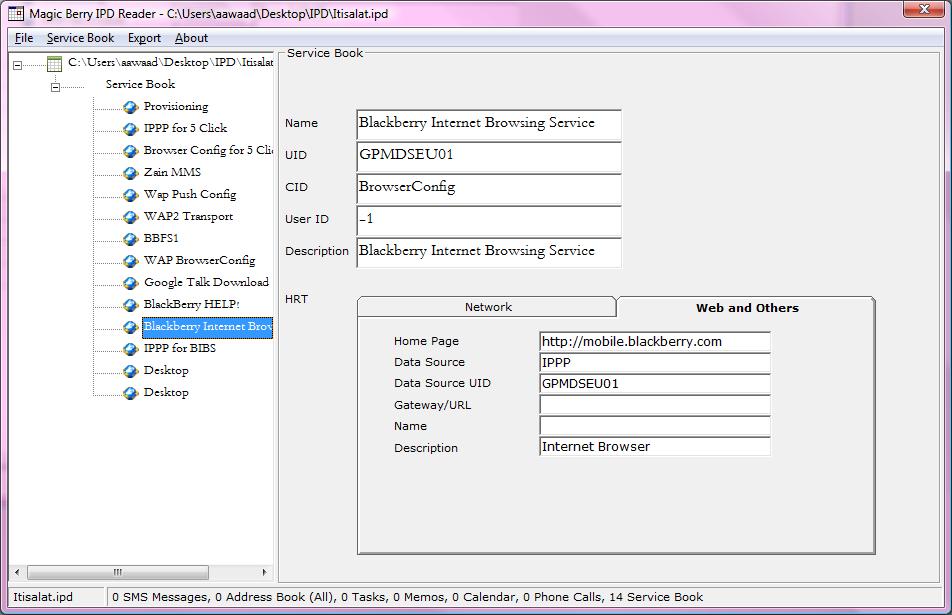 Magic Berry IPD Reader - C:\Users\aawaad\Desktop\IPD\Itisalat.ipd
File Service Book Export About
C:\Users\aawaad\Desktop\IPD\Itisalat
Service Book
Provisioning
IPPP for 5 Click
Browser Config for 5 Clic
Zain MMS
Wap Push Config
WAP2 Transport
BBFS1
WAP BrowserConfig
Google Talk Download
BlackBerry HELP!
Blackberry Internet Brow
IPPP for BIBS
Desktop
Desktop
Service Book
Name Blackberry Internet Browsing Service
UID GPMDSEU01
CID BrowserConfig
User ID -1
Description Blackberry Internet Browsing Service
HRT
Network Web and Others
Home Page http://mobile.blackberry.com
Data Source IPPP
Data Source UID GPMDSEU01
Gateway/URL
Name
Description Internet Browser
Itisalat.ipd 0 SMS Messages, 0 Address Book (All), 0 Tasks, 0 Memos, 0 Calendar, 0 Phone Calls, 14 Service Book